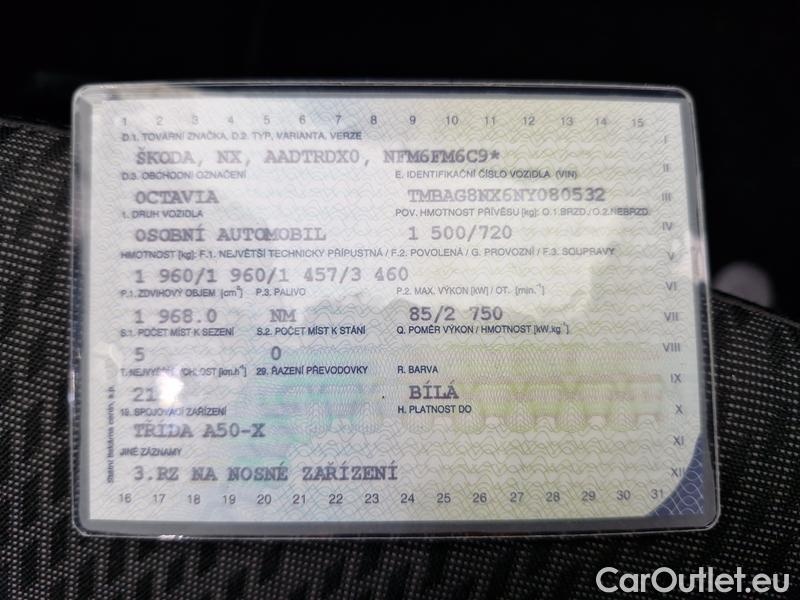 1 2 3 4 5 6 7 8 9 10 11 12 13 14 15
D.1. TOVÁRNÍ ZNAČKA, D.2. TYP, VARIANTA, VERZE
I
ŠKODA, NX, AADTRDX0, NFM6FM6C9*
D.3. OBCHODNÍ OZNAČENÍ E. IDENTIFIKAČNÍ ČÍSLO VOZIDLA (VIN)
II
OCTAVIA TMBAG8NX6NY080532
III
1. DRUH VOZIDLA POV. HMOTNOST PŘÍVĚSU [kg]: O.1 BRZD./O.2 NEBRZD.
OSOBNÍ AUTOMOBIL 1 500/720
IV
HMOTNOST [kg]: F.1. NEJVĚTŠÍ TECHNICKY PŘÍPUSTNÁ / F.2. POVOLENÁ / G. PROVOZNÍ / F.3. SOUPRAVY
V
1 960/1 960/1 457/3 460
VI
P.1. ZDVIHOVÝ OBJEM [cm³] P.3. PALIVO P.2. MAX. VÝKON [kW] / OT. [min.⁻¹]
1 968.0 NM 85/2 750
VII
S.1. POČET MÍST K SEZENÍ S.2. POČET MÍST K STÁNÍ Q. POMĚR VÝKON / HMOTNOST [kW.kg⁻¹]
5 0
VIII
T. [km.h⁻¹] 29. ŘAZENÍ PŘEVODOVKY R. BARVA
BÍLÁ
IX
18. SPOJOVACÍ ZAŘÍZENÍ H. PLATNOST DO
X
TŘÍDA A50-X
XI
JINÉ ZÁZNAMY
3.RZ NA NOSNÉ ZAŘÍZENÍ
XII
16 17 18 19 20 21 22 23 24 25 26 27 28 29 30 31
CarOutlet.eu